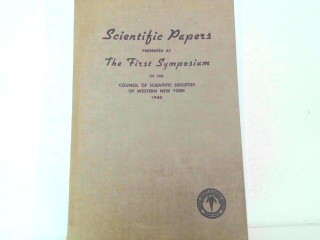 Scientific Papers
PRESENTED AT
The First Symposium
OF THE
COUNCIL OF SCIENTIFIC SOCIETIES
OF WESTERN NEW YORK
1948